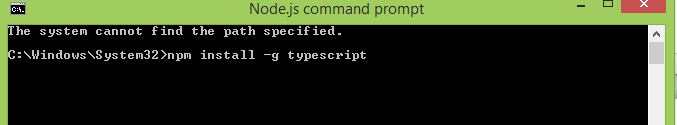 Node.js command prompt
The system cannot find the path specified.
C:\Windows\System32>npm install -g typescript